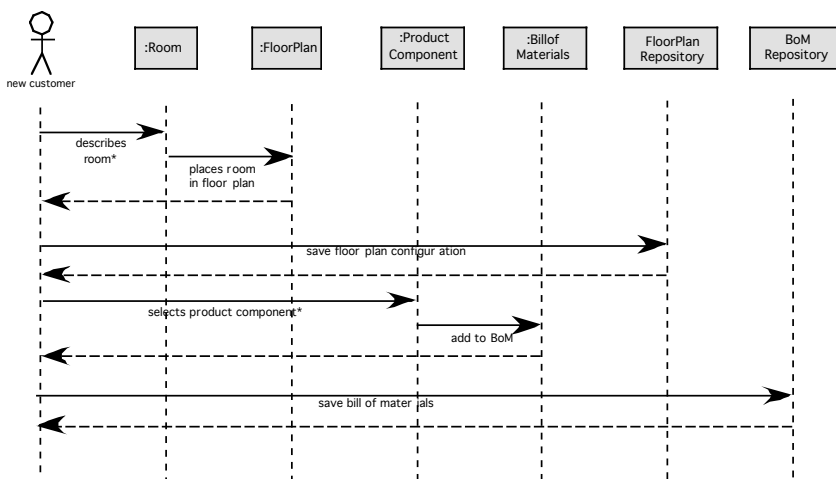 new customer
:Room
:FloorPlan
:Product
Component
:Billof
Materials
FloorPlan
Repository
BoM
Repository
describes
room*
places room
in floor plan
save floor plan configur ation
selects product component*
add to BoM
save bill of mater ials